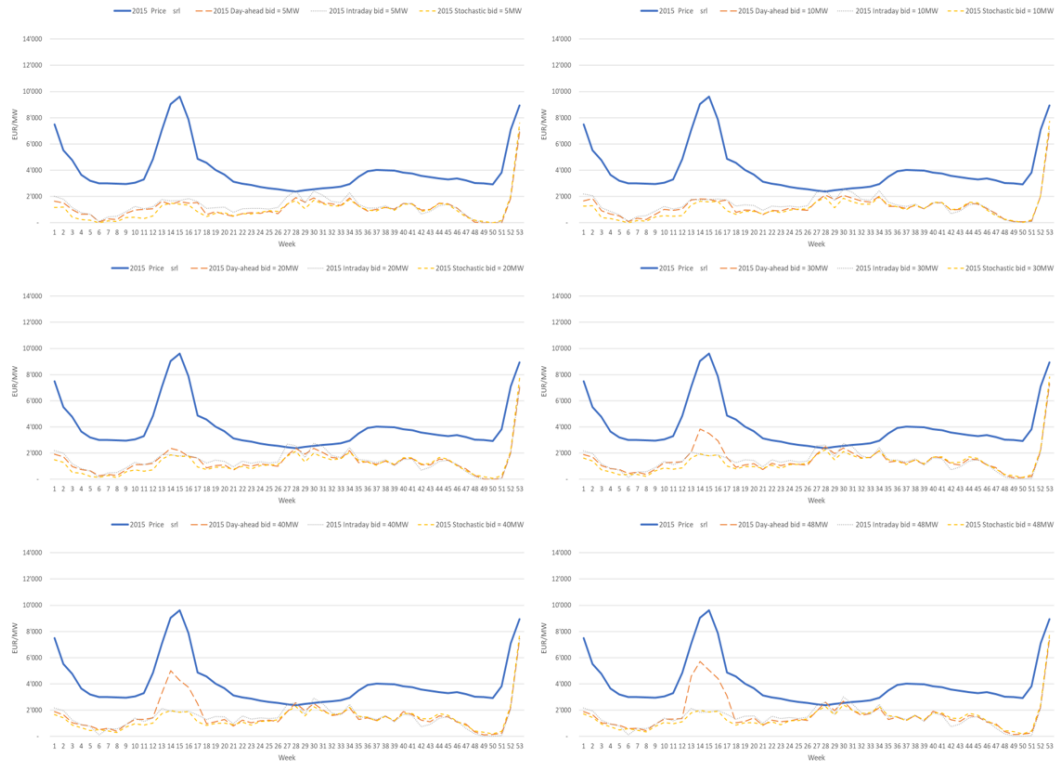 2015 Price srl 2015 Day-ahead bid = 5MW 2015 Intraday bid = 5MW 2015 Stochastic bid = 5MW
14'000
12'000
10'000
8'000
6'000
4'000
2'000
-
EUR/MW
1 2 3 4 5 6 7 8 9 10 11 12 13 14 15 16 17 18 19 20 21 22 23 24 25 26 27 28 29 30 31 32 33 34 35 36 37 38 39 40 41 42 43 44 45 46 47 48 49 50 51 52 53
Week
2015 Price srl 2015 Day-ahead bid = 10MW 2015 Intraday bid = 10MW 2015 Stochastic bid = 10MW
14'000
12'000
10'000
8'000
6'000
4'000
2'000
-
EUR/MW
1 2 3 4 5 6 7 8 9 10 11 12 13 14 15 16 17 18 19 20 21 22 23 24 25 26 27 28 29 30 31 32 33 34 35 36 37 38 39 40 41 42 43 44 45 46 47 48 49 50 51 52 53
Week
2015 Price srl 2015 Day-ahead bid = 20MW 2015 Intraday bid = 20MW 2015 Stochastic bid = 20MW
14'000
12'000
10'000
8'000
6'000
4'000
2'000
-
EUR/MW
1 2 3 4 5 6 7 8 9 10 11 12 13 14 15 16 17 18 19 20 21 22 23 24 25 26 27 28 29 30 31 32 33 34 35 36 37 38 39 40 41 42 43 44 45 46 47 48 49 50 51 52 53
Week
2015 Price srl 2015 Day-ahead bid = 30MW 2015 Intraday bid = 30MW 2015 Stochastic bid = 30MW
14'000
12'000
10'000
8'000
6'000
4'000
2'000
-
EUR/MW
1 2 3 4 5 6 7 8 9 10 11 12 13 14 15 16 17 18 19 20 21 22 23 24 25 26 27 28 29 30 31 32 33 34 35 36 37 38 39 40 41 42 43 44 45 46 47 48 49 50 51 52 53
Week
2015 Price srl 2015 Day-ahead bid = 40MW 2015 Intraday bid = 40MW 2015 Stochastic bid = 40MW
14'000
12'000
10'000
8'000
6'000
4'000
2'000
-
EUR/MW
1 2 3 4 5 6 7 8 9 10 11 12 13 14 15 16 17 18 19 20 21 22 23 24 25 26 27 28 29 30 31 32 33 34 35 36 37 38 39 40 41 42 43 44 45 46 47 48 49 50 51 52 53
Week
2015 Price srl 2015 Day-ahead bid = 48MW 2015 Intraday bid = 48MW 2015 Stochastic bid = 48MW
14'000
12'000
10'000
8'000
6'000
4'000
2'000
-
EUR/MW
1 2 3 4 5 6 7 8 9 10 11 12 13 14 15 16 17 18 19 20 21 22 23 24 25 26 27 28 29 30 31 32 33 34 35 36 37 38 39 40 41 42 43 44 45 46 47 48 49 50 51 52 53
Week